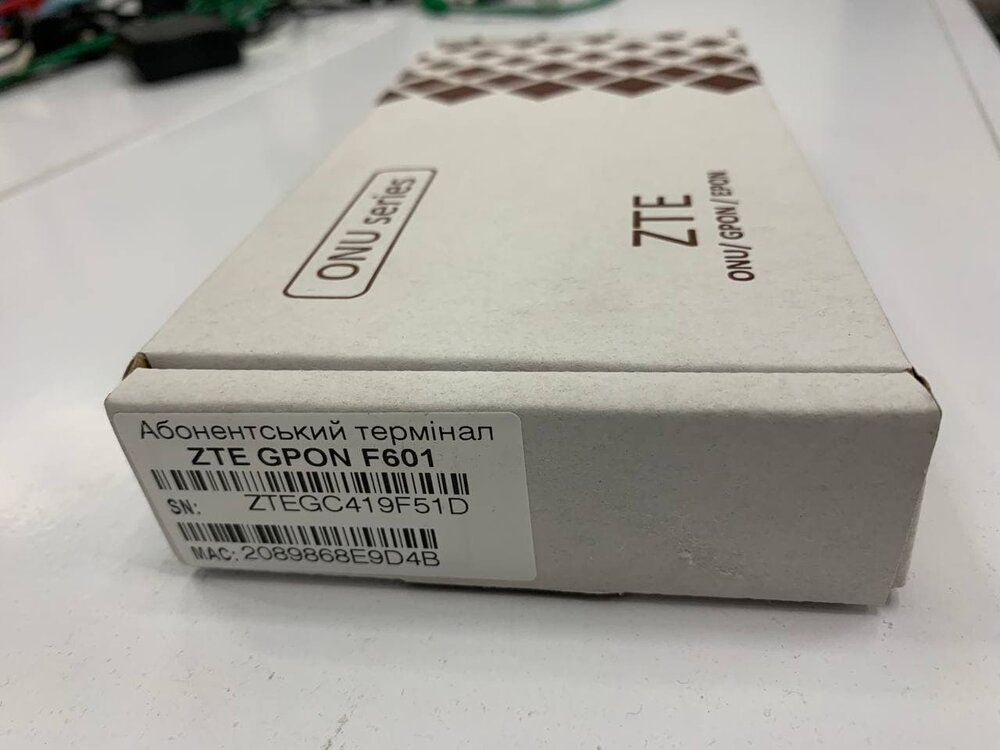 ONU series
ZTE
ONU/ GPON / EPON
Абонентський термінал
ZTE GPON F601
SN: ZTEGC419F51D
MAC: 2089868E9D4B